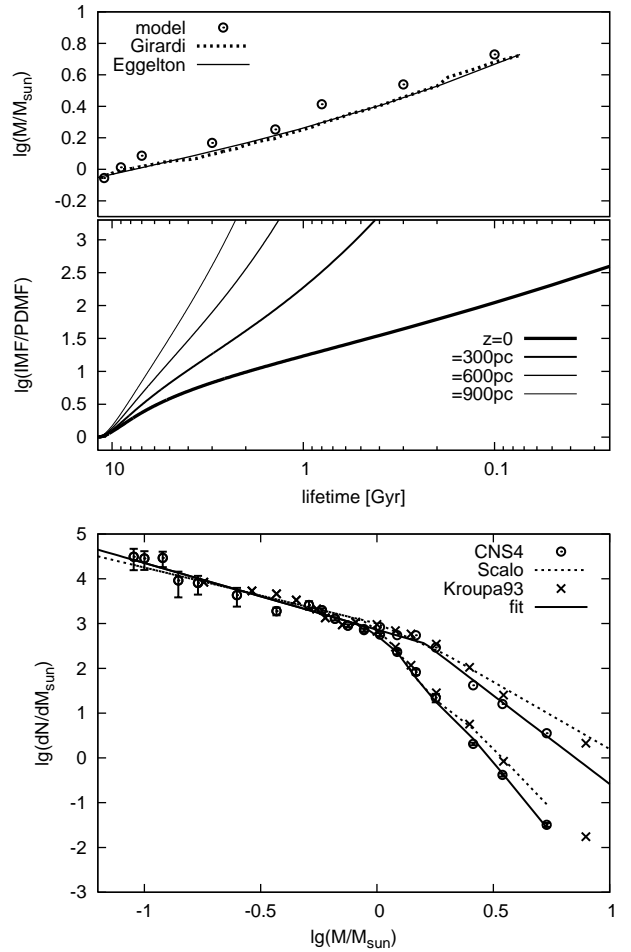 model
Girardi
Eggelton
lg(M/Msun)
1
0.8
0.6
0.4
0.2
0
-0.2
lg(IMF/PDMF)
3
2.5
2
1.5
1
0.5
0
z=0
=300pc
=600pc
=900pc
10
1
0.1
lifetime [Gyr]
CNS4
Scalo
Kroupa93
fit
lg(dN/dMsun)
5
4
3
2
1
0
-1
-2
-3
-1
-0.5
0
0.5
1
lg(M/Msun)